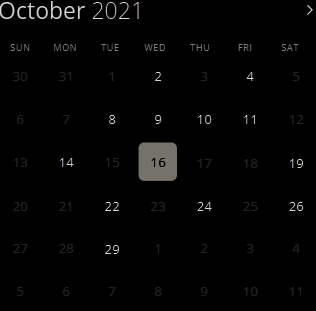 October 2021
SUN MON TUE WED THU FRI SAT
30 31 1 2 3 4 5
6 7 8 9 10 11 12
13 14 15 16 17 18 19
20 21 22 23 24 25 26
27 28 29 1 2 3 4
5 6 7 8 9 10 11